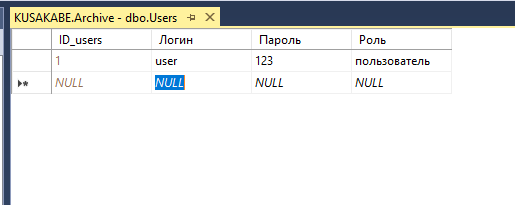 KUSAKABE.Archive - dbo.Users
ID_users Логин Пароль Роль
1 user 123 пользователь
NULL NULL NULL NULL